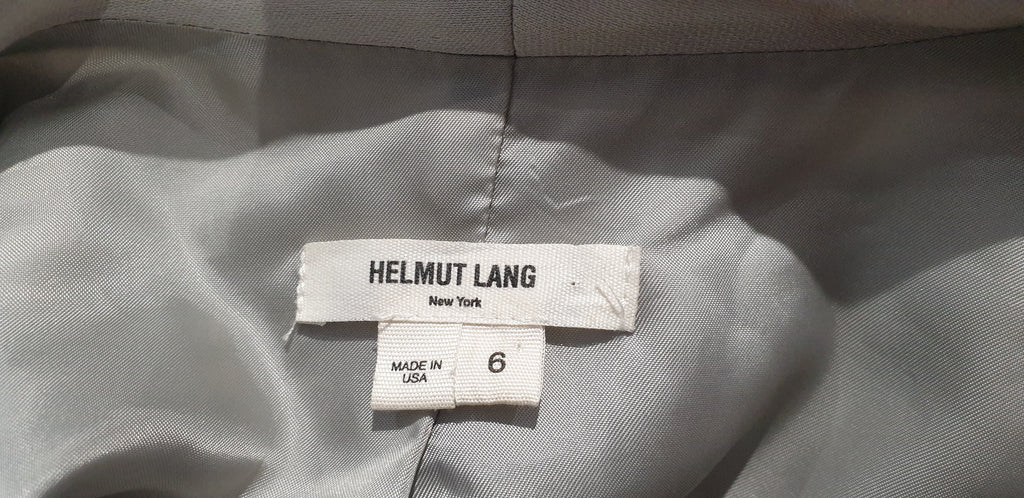 HELMUT LANG
New York
MADE IN
USA
6